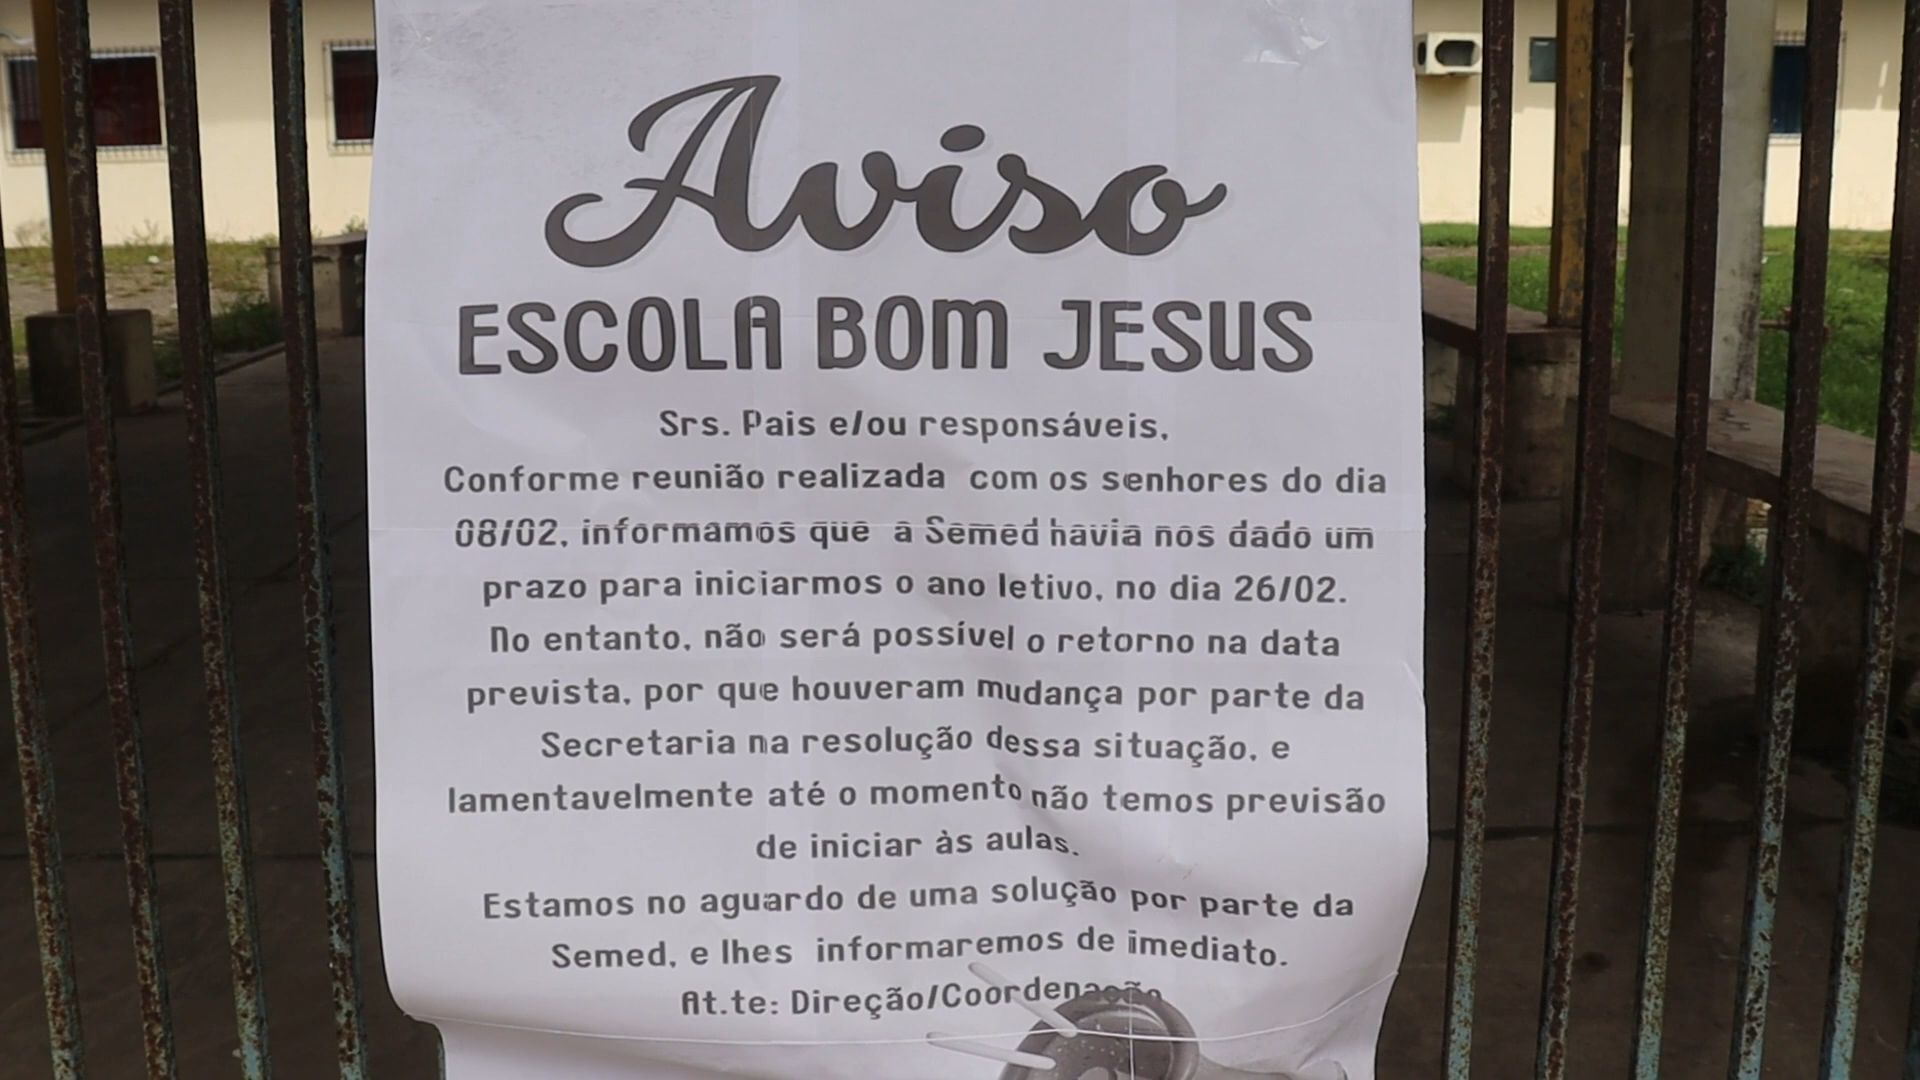 Aviso
ESCOLA BOM JESUS
Srs. Pais e/ou responsáveis,
Conforme reunião realizada com os senhores do dia
08/02, informamos que a Semed havia nos dado um
prazo para iniciarmos o ano letivo, no dia 26/02.
No entanto, não será possível o retorno na data
prevista, por que houveram mudança por parte da
Secretaria na resolução dessa situação, e
lamentavelmente até o momento não temos previsão
de iniciar às aulas.
Estamos no aguardo de uma solução por parte da
Semed, e lhes informaremos de imediato.
At.te: Direção/Coordenação